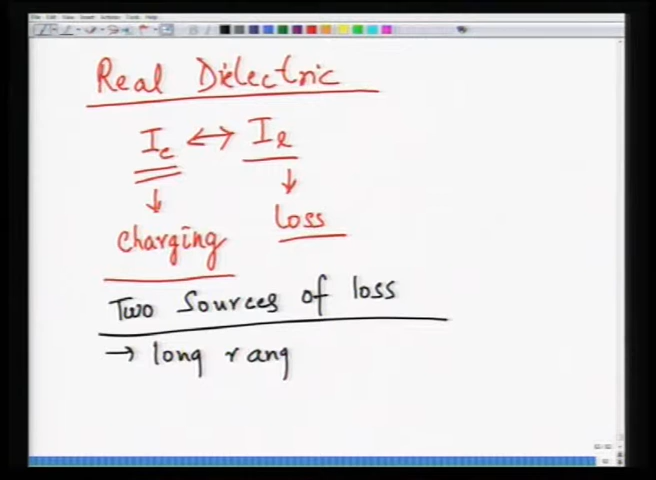 Real Dielectric
Ic ↔ Il
↓ ↓
charging loss
Two Sources of loss
→ long rang